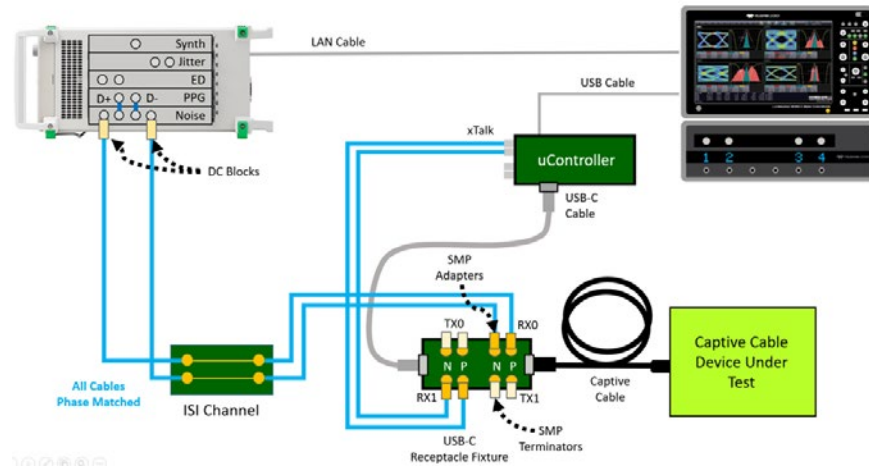 Synth
Jitter
ED
D+
D-
PPG
Noise
LAN Cable
USB Cable
xTalk
uController
DC Blocks
USB-C
Cable
1 2 3 4
SMP
Adapters
TX0
RX0
N P N P
RX1
TX1
All Cables
Phase Matched
ISI Channel
USB-C
Receptacle Fixture
SMP
Terminators
Captive
Cable
Captive Cable
Device Under
Test